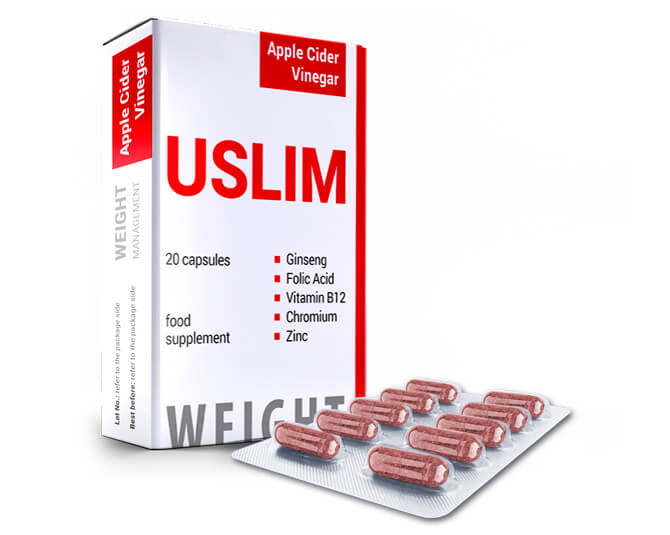 Apple Cider
Vinegar
USLIM
20 capsules
food
supplement
Ginseng
Folic Acid
Vitamin B12
Chromium
Zinc
WEIGHT
Apple Cider
Vinegar
WEIGHT
MANAGEMENT
Lot No.: refer to the package side
Best before: refer to the package side